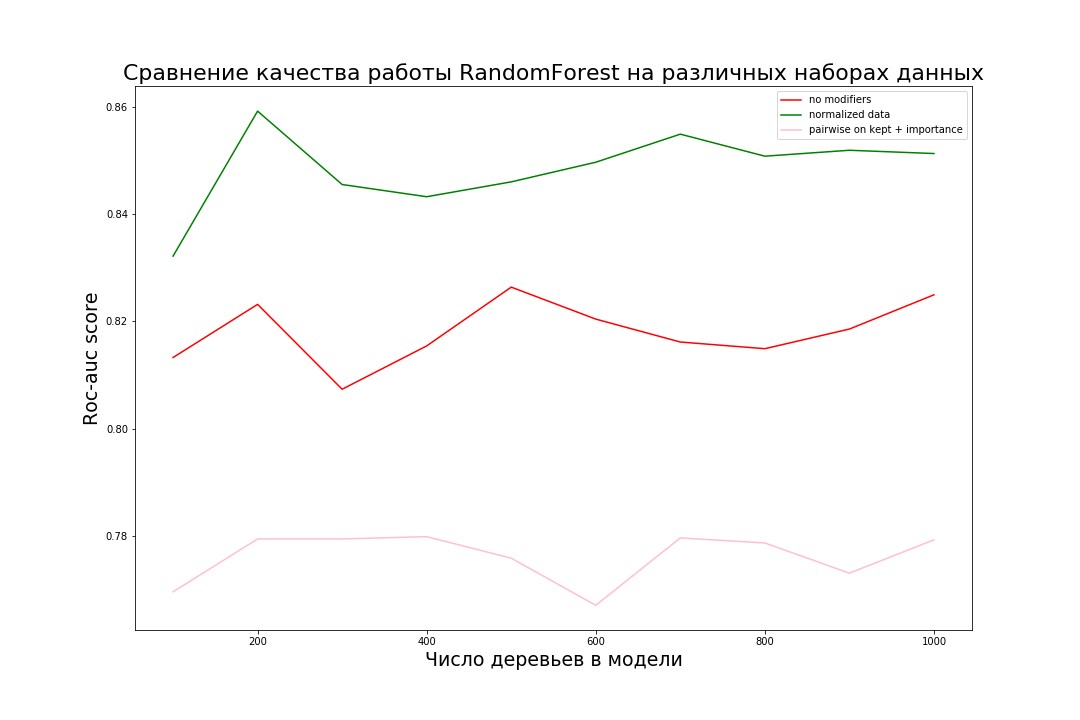 Сравнение качества работы RandomForest на различных наборах данных
no modifiers
normalized data
pairwise on kept + importance
0.86
0.84
0.82
0.80
0.78
Roc-auc score
200 400 600 800 1000
Число деревьев в модели